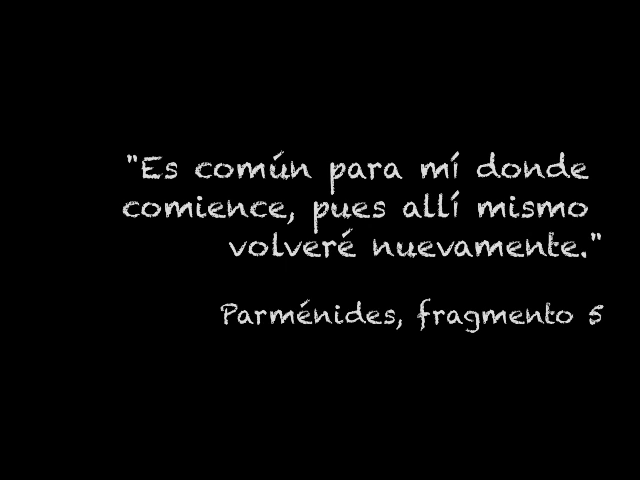 "Es común para mí donde
comience, pues allí mismo
volveré nuevamente."
Parménides, fragmento 5